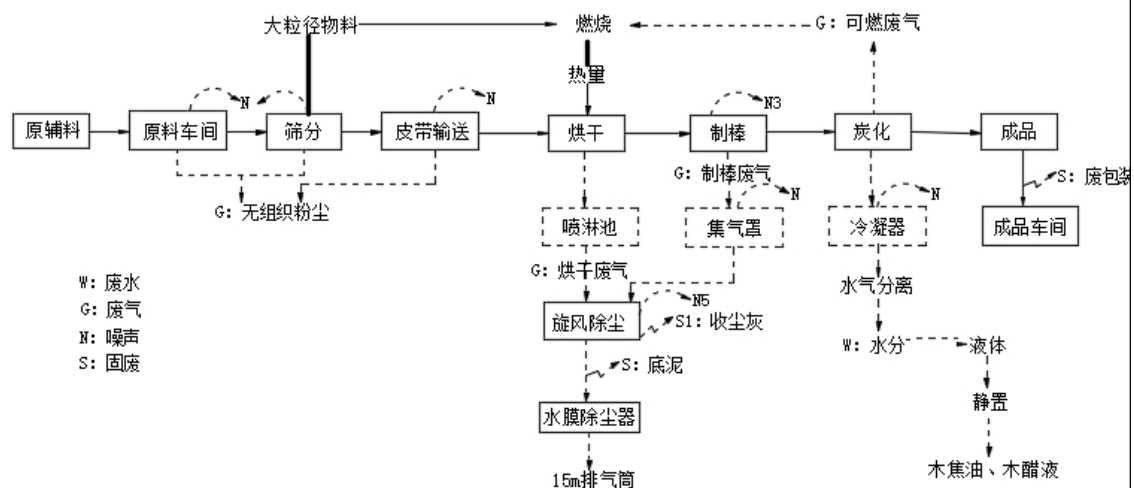 大粒径物料
燃烧
G：可燃废气
热量
N
N
N3
原辅料
原料车间
筛分
皮带输送
烘干
制棒
炭化
成品
G：制棒废气
N
N
S：废包装
G：无组织粉尘
喷淋池
集气罩
冷凝器
成品车间
G：烘干废气
水气分离
W：废水
G：废气
N：噪声
S：固废
N5
旋风除尘
S1：收尘灰
W：水分
液体
S：底泥
静置
水膜除尘器
木焦油、木醋液
15m排气筒